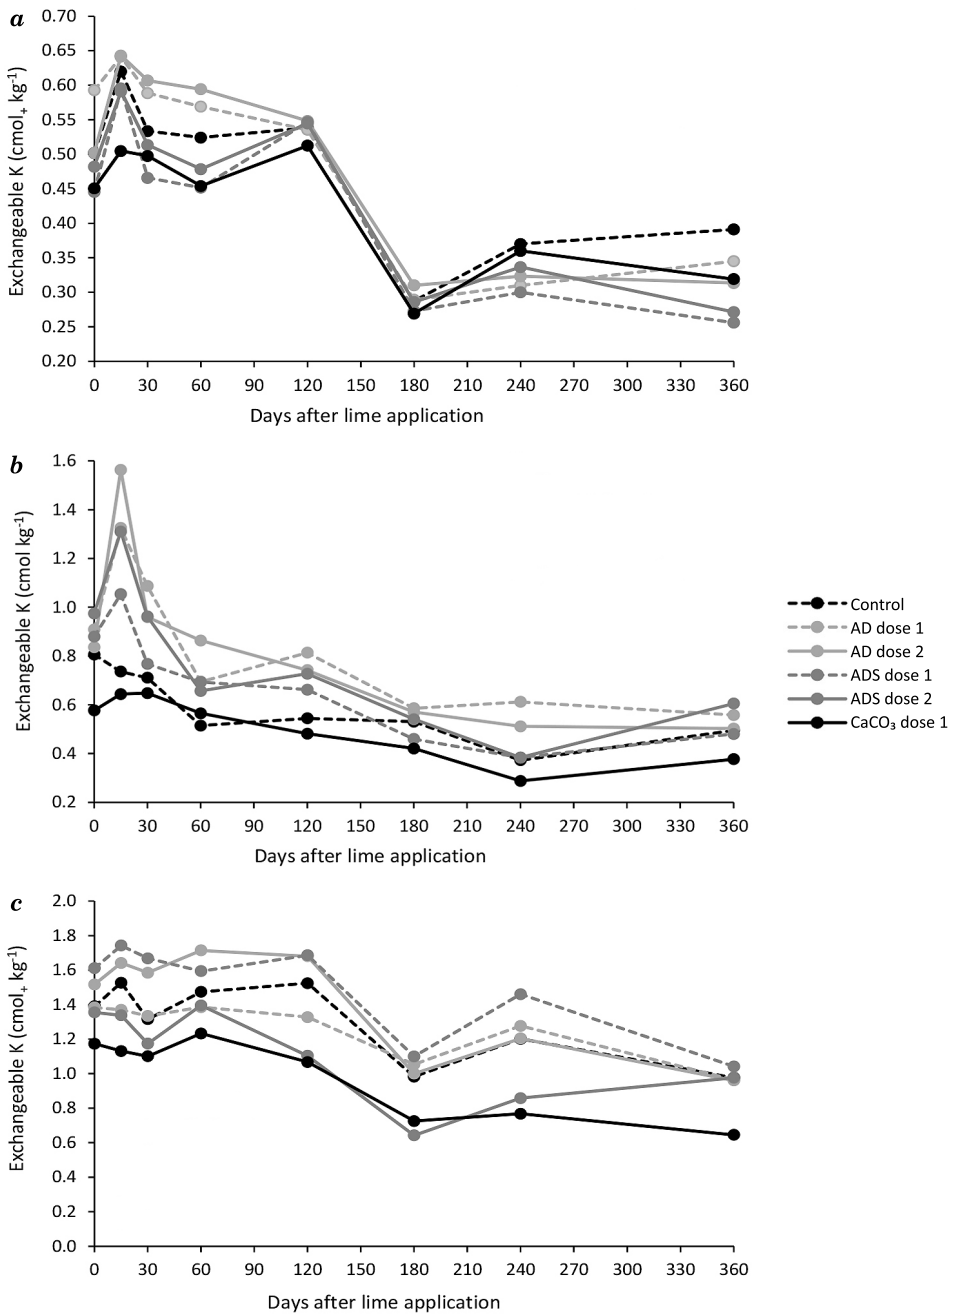 a
Exchangeable K (cmol₊ kg⁻¹)
0.70
0.65
0.60
0.55
0.50
0.45
0.40
0.35
0.30
0.25
0.20
0 30 60 90 120 150 180 210 240 270 300 330 360
Days after lime application
b
Exchangeable K (cmol kg⁻¹)
1.6
1.4
1.2
1.0
0.8
0.6
0.4
0.2
0 30 60 90 120 150 180 210 240 270 300 330 360
Days after lime application
Control
AD dose 1
AD dose 2
ADS dose 1
ADS dose 2
CaCO₃ dose 1
c
Exchangeable K (cmol₊ kg⁻¹)
2.0
1.8
1.6
1.4
1.2
1.0
0.8
0.6
0.4
0.2
0.0
0 30 60 90 120 150 180 210 240 270 300 330 360
Days after lime application